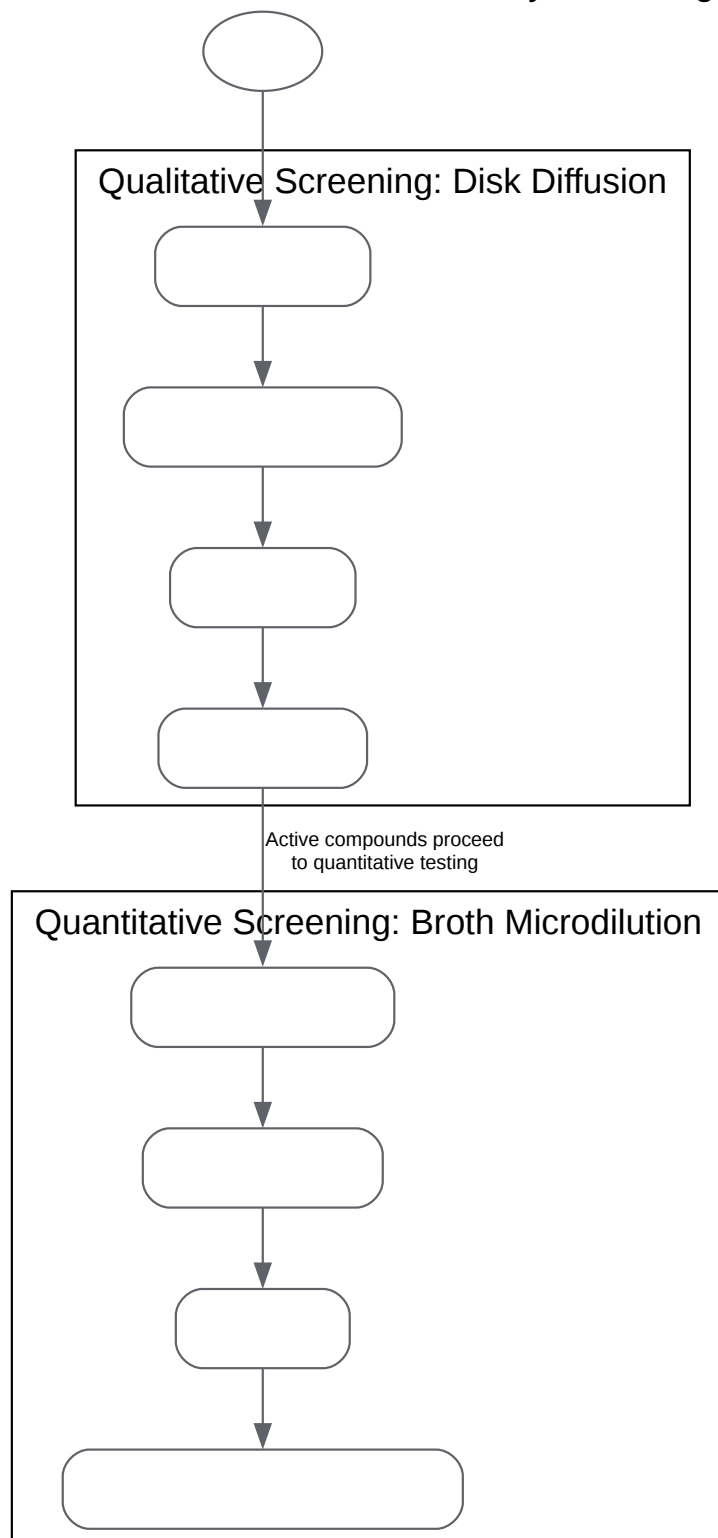 Qualitative Screening: Disk Diffusion
Active compounds proceed
to quantitative testing
Quantitative Screening: Broth Microdilution